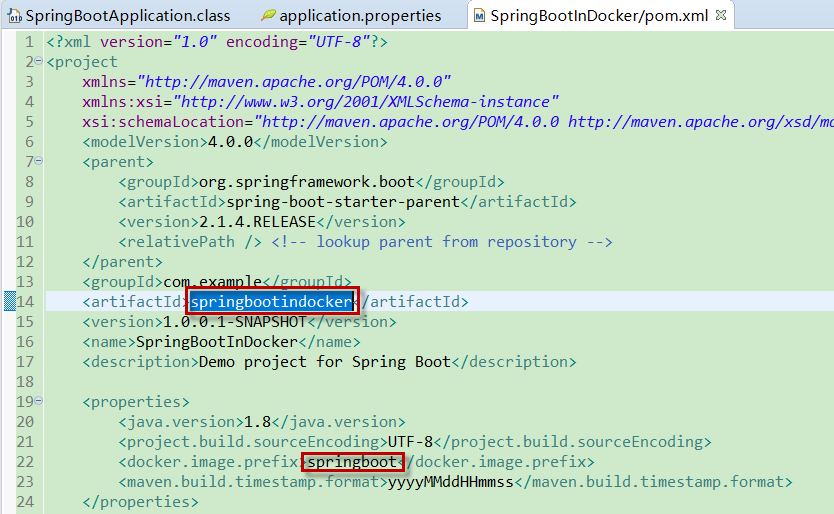 SpringBootApplication.class application.properties SpringBootInDocker/pom.xml
1 <?xml version="1.0" encoding="UTF-8"?>
2 <project
3 xmlns="http://maven.apache.org/POM/4.0.0"
4 xmlns:xsi="http://www.w3.org/2001/XMLSchema-instance"
5 xsi:schemaLocation="http://maven.apache.org/POM/4.0.0 http://maven.apache.org/xsd/ma
6 <modelVersion>4.0.0</modelVersion>
7 <parent>
8 <groupId>org.springframework.boot</groupId>
9 <artifactId>spring-boot-starter-parent</artifactId>
10 <version>2.1.4.RELEASE</version>
11 <relativePath /> <!-- lookup parent from repository -->
12 </parent>
13 <groupId>com.example</groupId>
14 <artifactId>springbootindocker</artifactId>
15 <version>1.0.0.1-SNAPSHOT</version>
16 <name>SpringBootInDocker</name>
17 <description>Demo project for Spring Boot</description>
18
19 <properties>
20 <java.version>1.8</java.version>
21 <project.build.sourceEncoding>UTF-8</project.build.sourceEncoding>
22 <docker.image.prefix>springboot</docker.image.prefix>
23 <maven.build.timestamp.format>yyyyMMddHHmmss</maven.build.timestamp.format>
24 </properties>